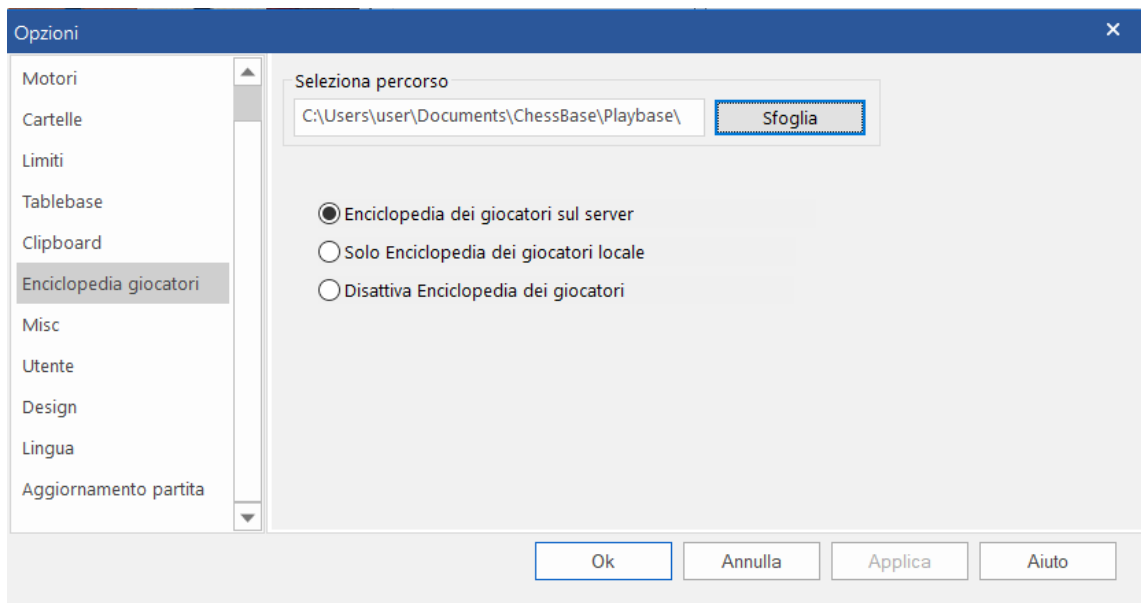 Opzioni
Motori
Cartelle
Limiti
Tablebase
Clipboard
Enciclopedia giocatori
Misc
Utente
Design
Lingua
Aggiornamento partita
Seleziona percorso
C:\Users\user\Documents\ChessBase\Playbase\
Sfoglia
Enciclopedia dei giocatori sul server
Solo Enciclopedia dei giocatori locale
Disattiva Enciclopedia dei giocatori
Ok
Annulla
Applica
Aiuto